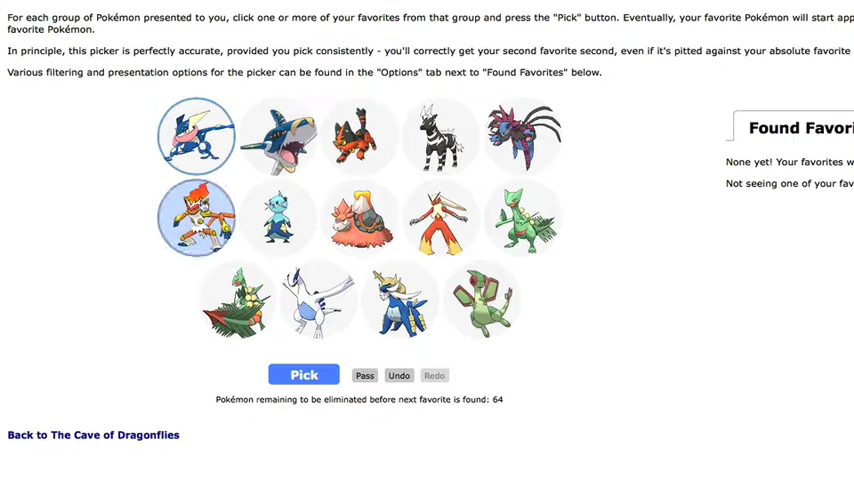 For each group of Pokémon presented to you, click one or more of your favorites from that group and press the "Pick" button. Eventually, your favorite Pokémon will start app
favorite Pokémon.
In principle, this picker is perfectly accurate, provided you pick consistently - you'll correctly get your second favorite second, even if it's pitted against your absolute favorite
Various filtering and presentation options for the picker can be found in the "Options" tab next to "Found Favorites" below.
Found Favori
None yet! Your favorites w
Not seeing one of your fav
Pick Pass Undo Redo
Pokémon remaining to be eliminated before next favorite is found: 64
Back to The Cave of Dragonflies